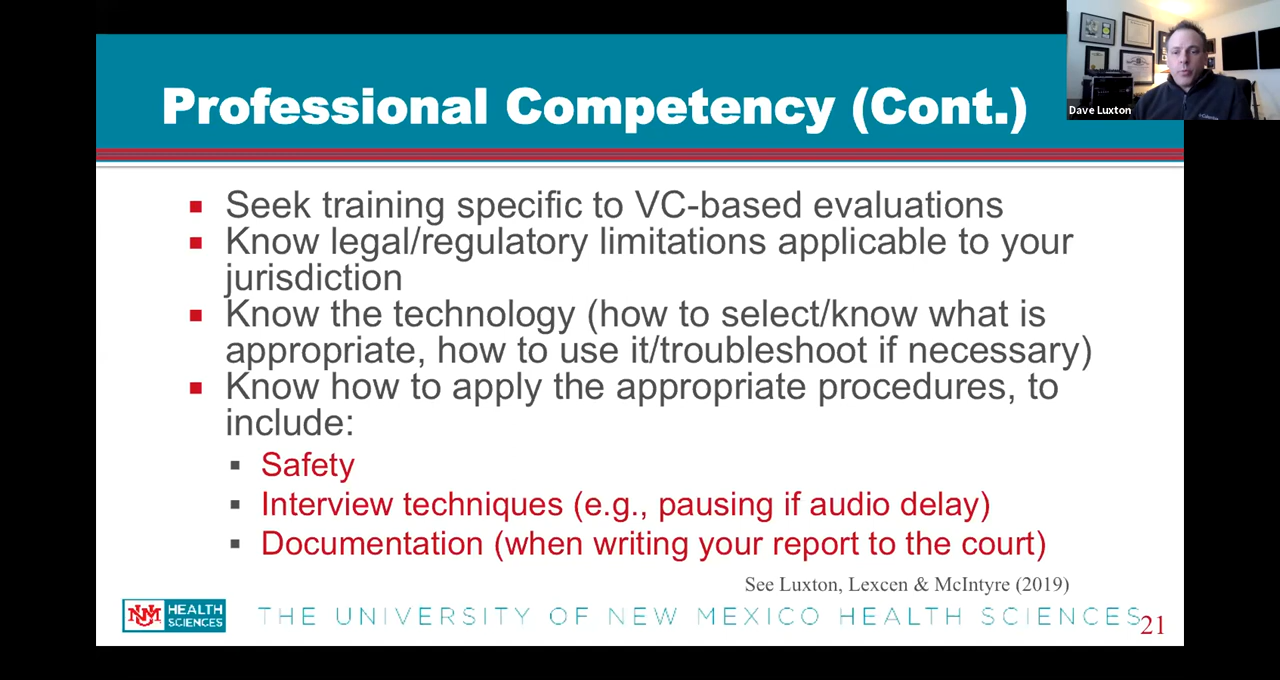 Professional Competency (Cont.)
Dave Luxton
■ Seek training specific to VC-based evaluations
■ Know legal/regulatory limitations applicable to your
jurisdiction
■ Know the technology (how to select/know what is
appropriate, how to use it/troubleshoot if necessary)
■ Know how to apply the appropriate procedures, to
include:
▪ Safety
▪ Interview techniques (e.g., pausing if audio delay)
▪ Documentation (when writing your report to the court)
See Luxton, Lexcen & McIntyre (2019)
UNM HEALTH
SCIENCES
THE UNIVERSITY OF NEW MEXICO HEALTH SCIENCES
21